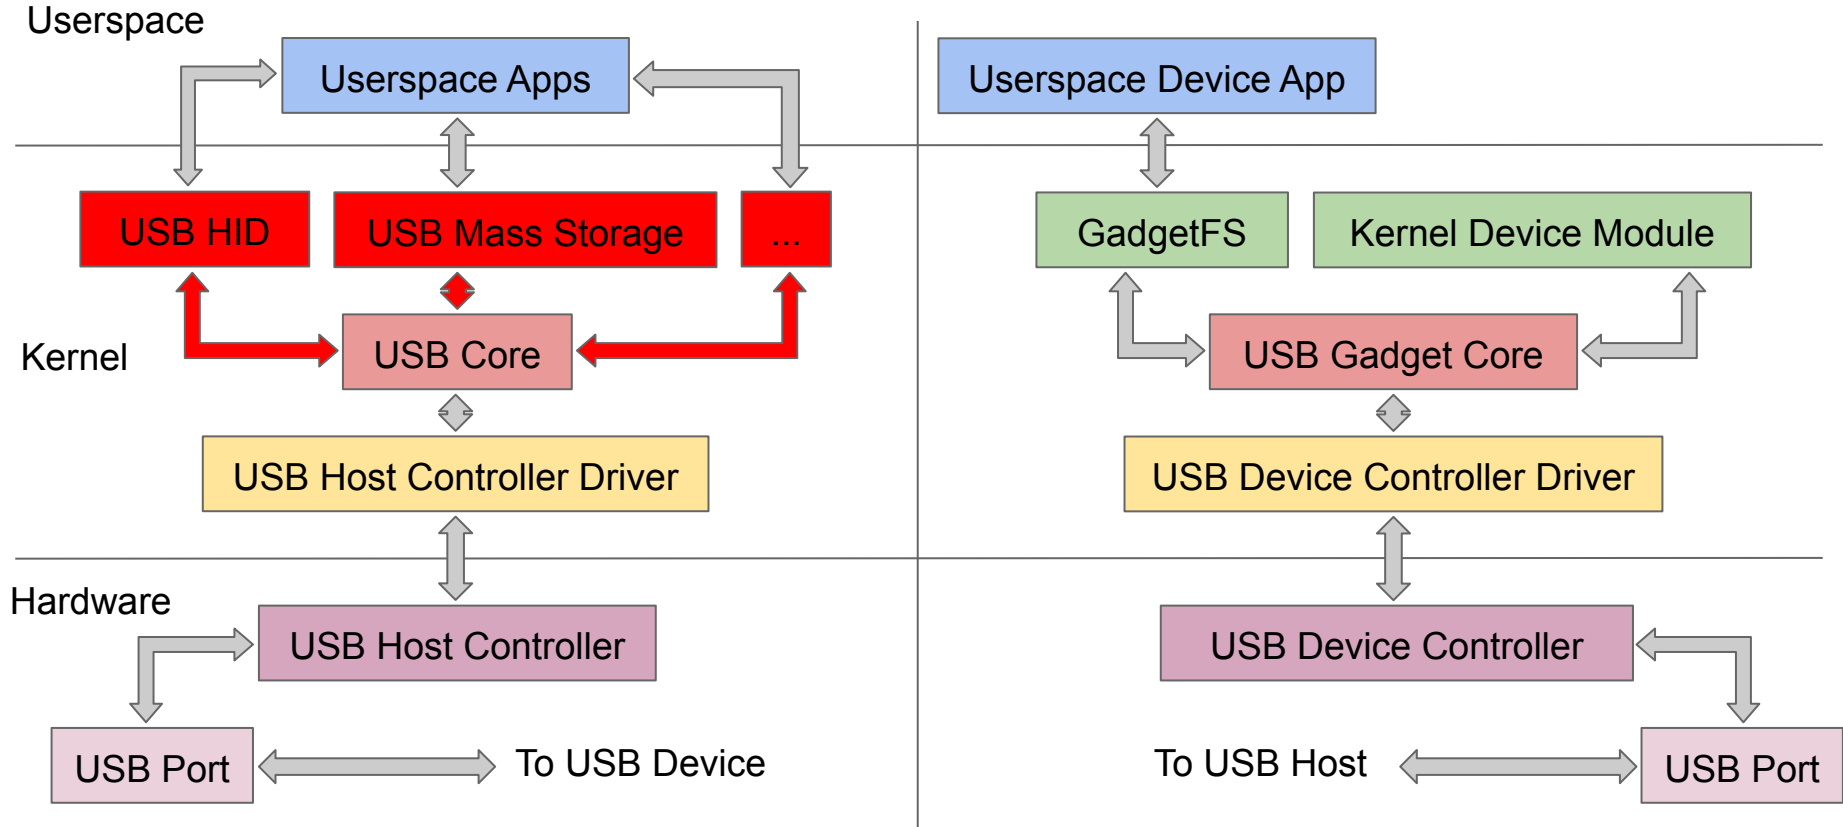 Userspace
Userspace Apps
Userspace Device App
USB HID
USB Mass Storage
...
GadgetFS
Kernel Device Module
Kernel
USB Core
USB Gadget Core
USB Host Controller Driver
USB Device Controller Driver
Hardware
USB Host Controller
USB Device Controller
USB Port
To USB Device
To USB Host
USB Port